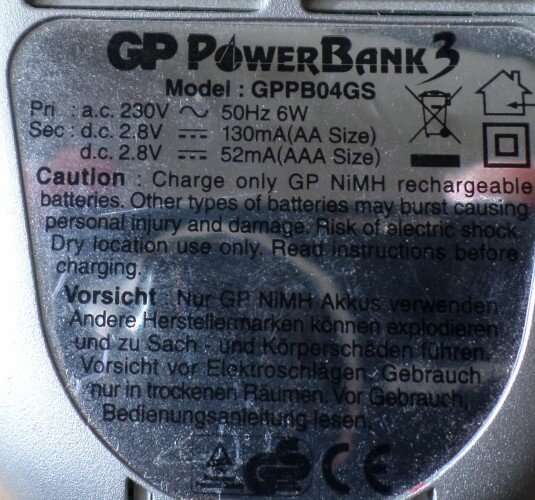 GP POWERBANK 3
Model : GPPB04GS
Pri : a.c. 230V ~ 50Hz 6W
Sec : d.c. 2.8V ⎓ 130mA(AA Size)
d.c. 2.8V ⎓ 52mA(AAA Size)
Caution : Charge only GP NiMH rechargeable
batteries. Other types of batteries may burst causing
personal injury and damage. Risk of electric shock.
Dry location use only. Read instructions before
charging.
Vorsicht : Nur GP NiMH Akkus verwenden
Andere Herstellermarken können explodieren
und zu Sach - und Körperschäden führen.
Vorsicht vor Elektroschlägen. Gebrauch
nur in trockenen Räumen. Vor Gebrauch,
Bedienungsanleitung lesen.
CE